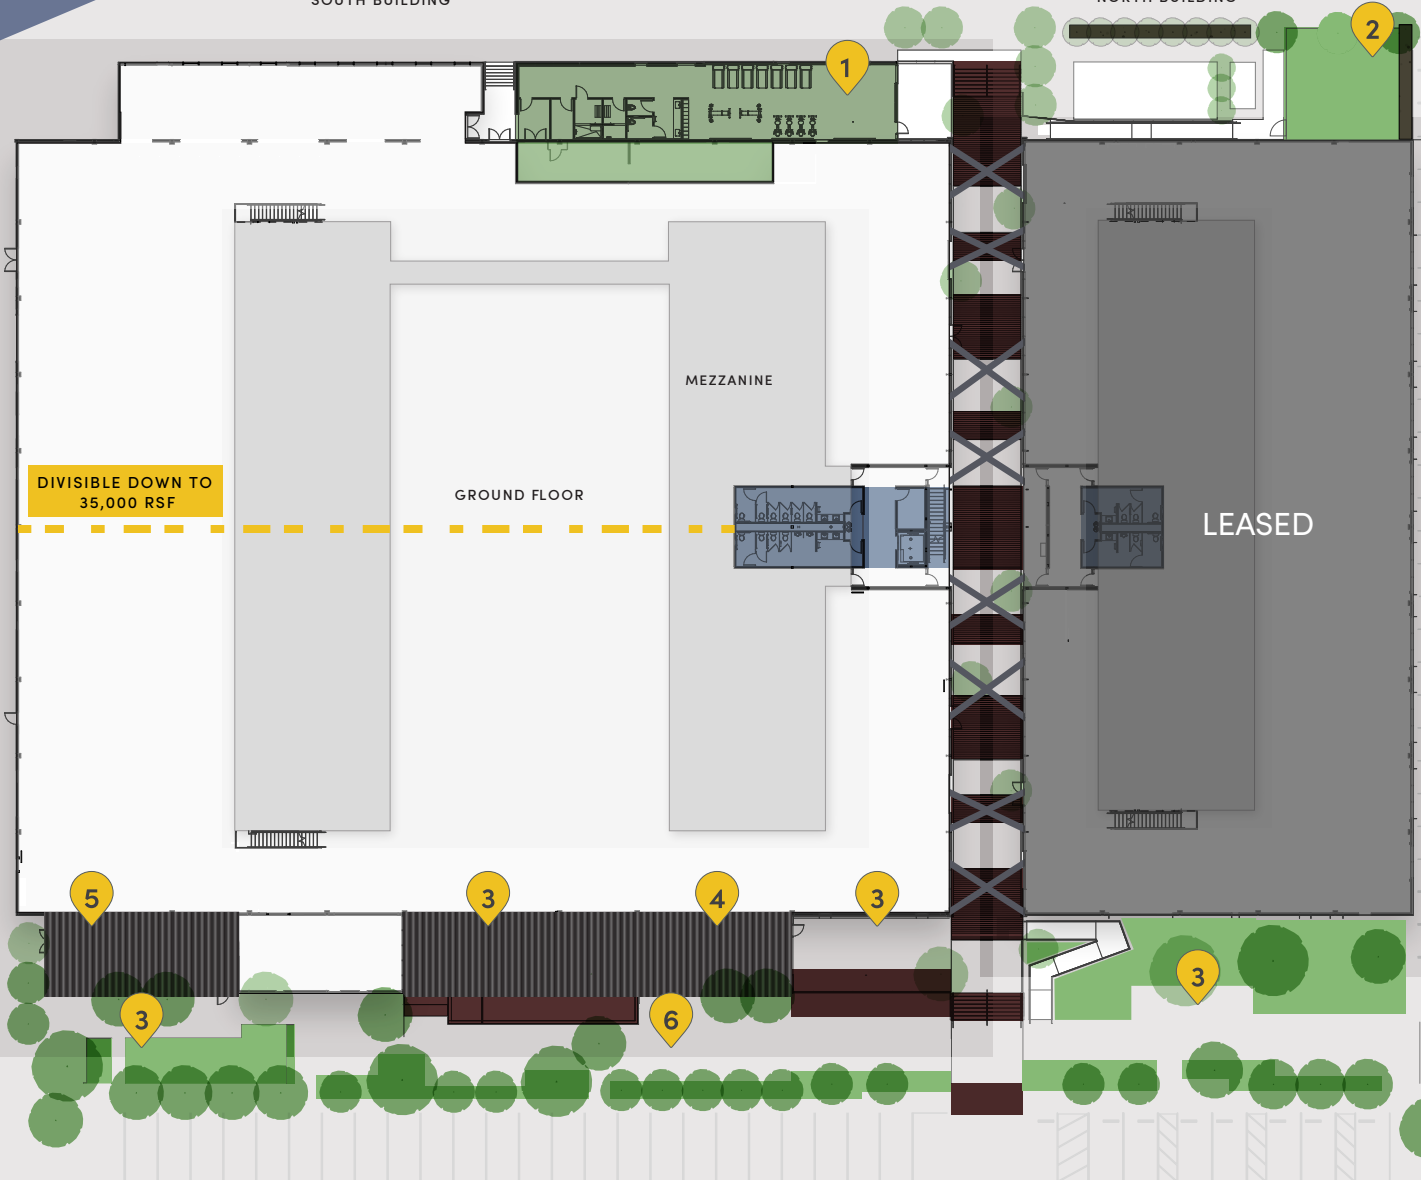 SOUTH BUILDING
NORTH BUILDING
1
2
MEZZANINE
DIVISIBLE DOWN TO
35,000 RSF
GROUND FLOOR
LEASED
5
3
4
3
3
3
6